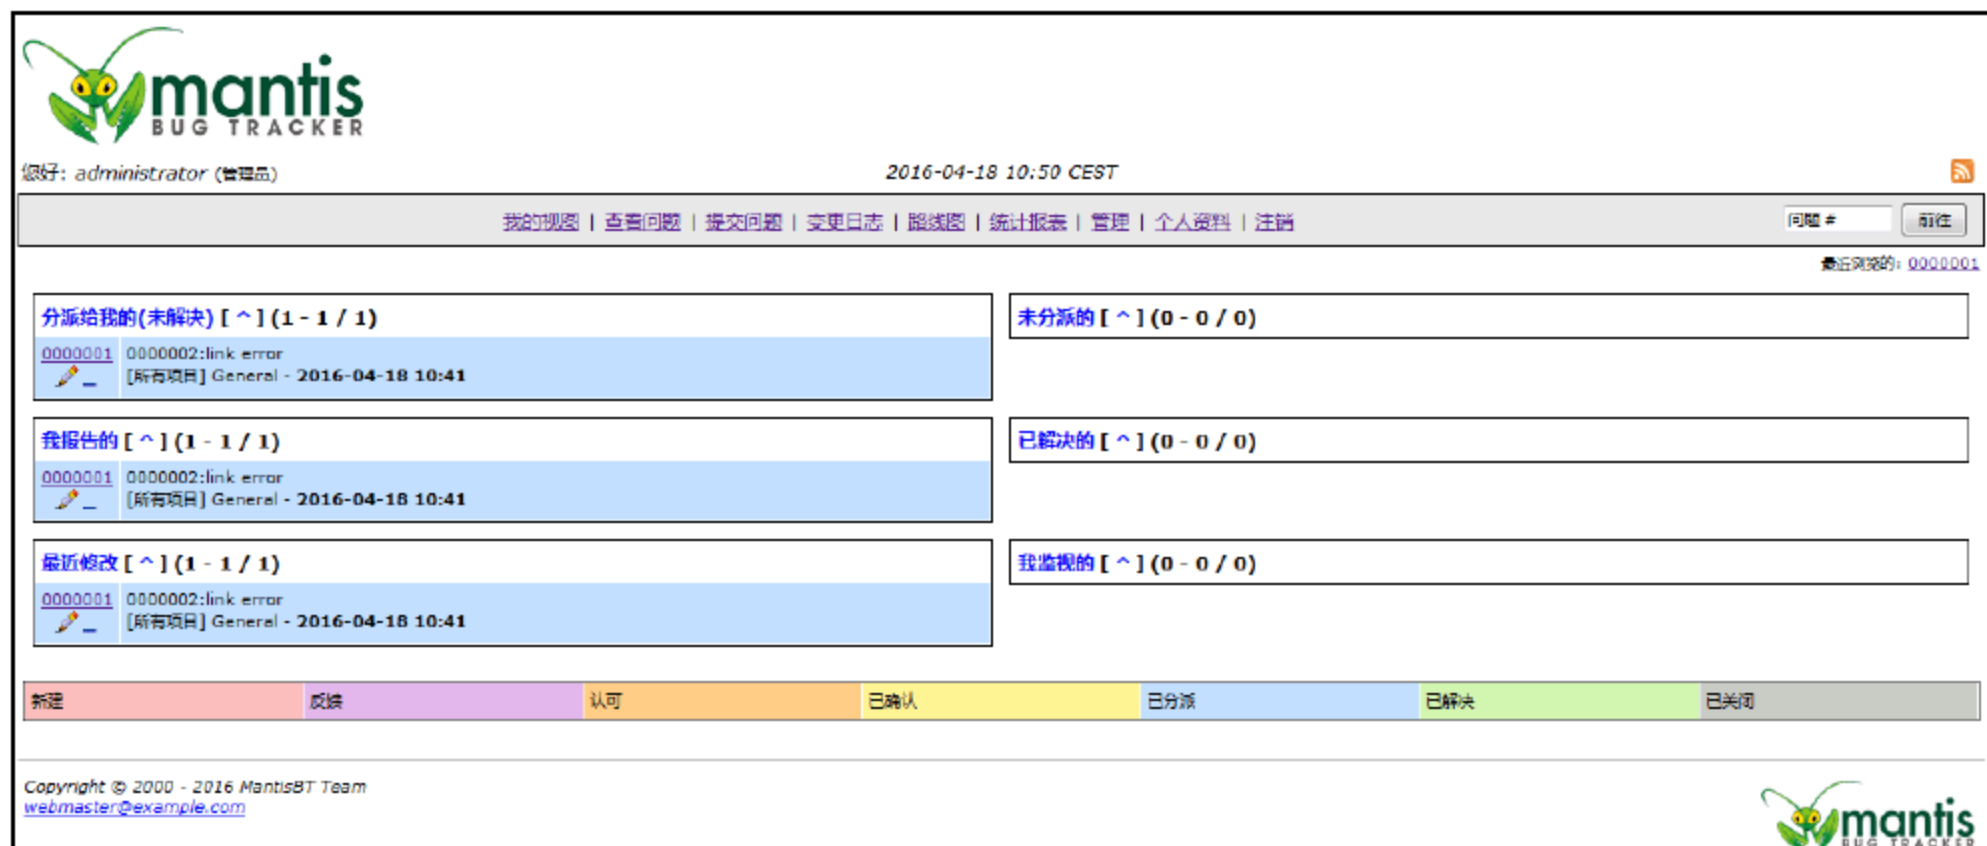 mantis
BUG TRACKER
您好: administrator (管理员)
2016-04-18 10:50 CEST
我的视图 | 查看问题 | 提交问题 | 变更日志 | 路线图 | 统计报表 | 管理 | 个人资料 | 注销
问题 # 前往
最近浏览的: 0000001
分派给我的(未解决) [ ^ ] (1 - 1 / 1)
0000001 0000002:link error
[所有项目] General - 2016-04-18 10:41
未分派的 [ ^ ] (0 - 0 / 0)
我报告的 [ ^ ] (1 - 1 / 1)
0000001 0000002:link error
[所有项目] General - 2016-04-18 10:41
已解决的 [ ^ ] (0 - 0 / 0)
最近修改 [ ^ ] (1 - 1 / 1)
0000001 0000002:link error
[所有项目] General - 2016-04-18 10:41
我监视的 [ ^ ] (0 - 0 / 0)
新建 反馈 认可 已确认 已分派 已解决 已关闭
Copyright © 2000 - 2016 MantisBT Team
webmaster@example.com
mantis
BUG TRACKER